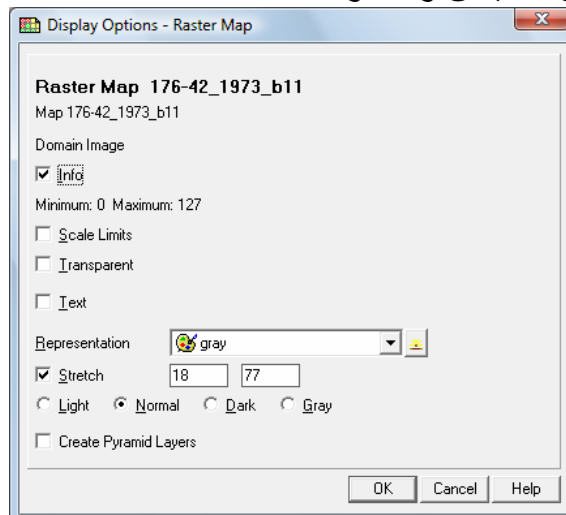 Display Options - Raster Map
Raster Map 176-42_1973_b11
Map 176-42_1973_b11
Domain Image
Info
Minimum: 0 Maximum: 127
Scale Limits
Transparent
Text
Representation gray
Stretch 18 77
Light Normal Dark Gray
Create Pyramid Layers
OK Cancel Help